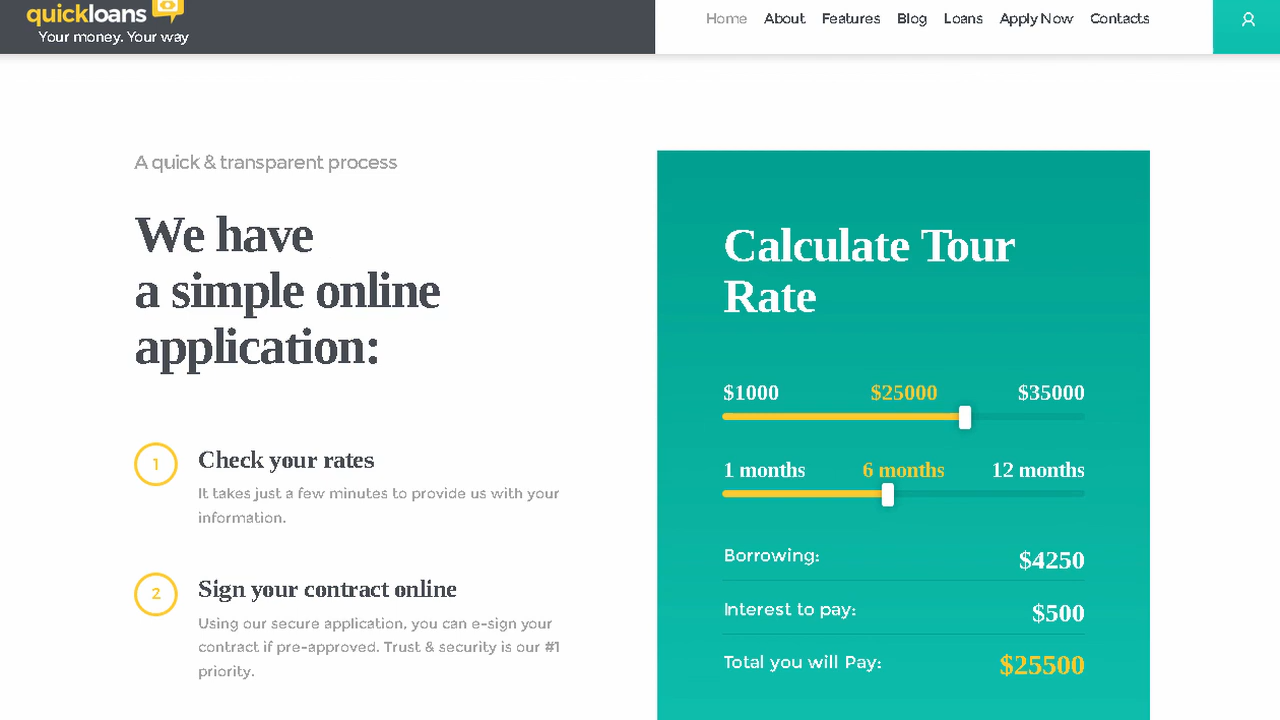 quickloans
Your money. Your way
Home About Features Blog Loans Apply Now Contacts
A quick & transparent process
We have
a simple online
application:
1
Check your rates
It takes just a few minutes to provide us with your
information.
2
Sign your contract online
Using our secure application, you can e-sign your
contract if pre-approved. Trust & security is our #1
priority.
Calculate Tour
Rate
$1000 $25000 $35000
1 months 6 months 12 months
Borrowing: $4250
Interest to pay: $500
Total you will Pay: $25500